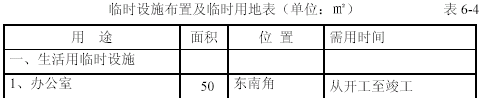 临时设施布置及临时用地表（单位：㎡） 表 6-4
用 途 面积 位 置 需用时间
一、生活用临时设施
1、办公室 50 东南角 从开工至竣工